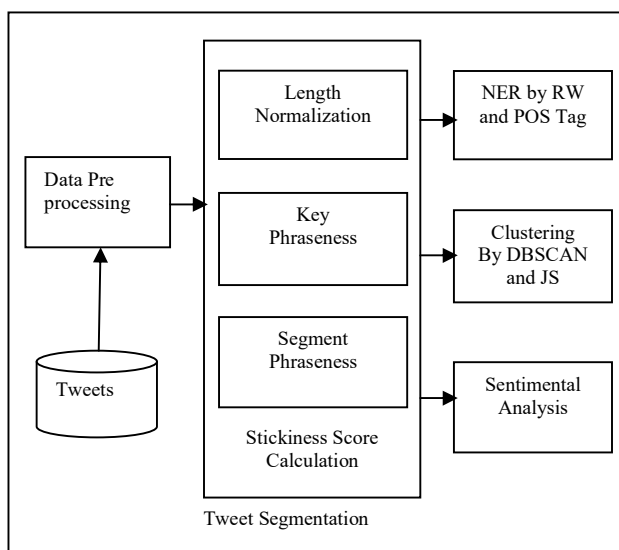 Length
Normalization
NER by RW
and POS Tag
Data Pre
processing
Key
Phraseness
Clustering
By DBSCAN
and JS
Segment
Phraseness
Tweets
Sentimental
Analysis
Stickiness Score
Calculation
Tweet Segmentation